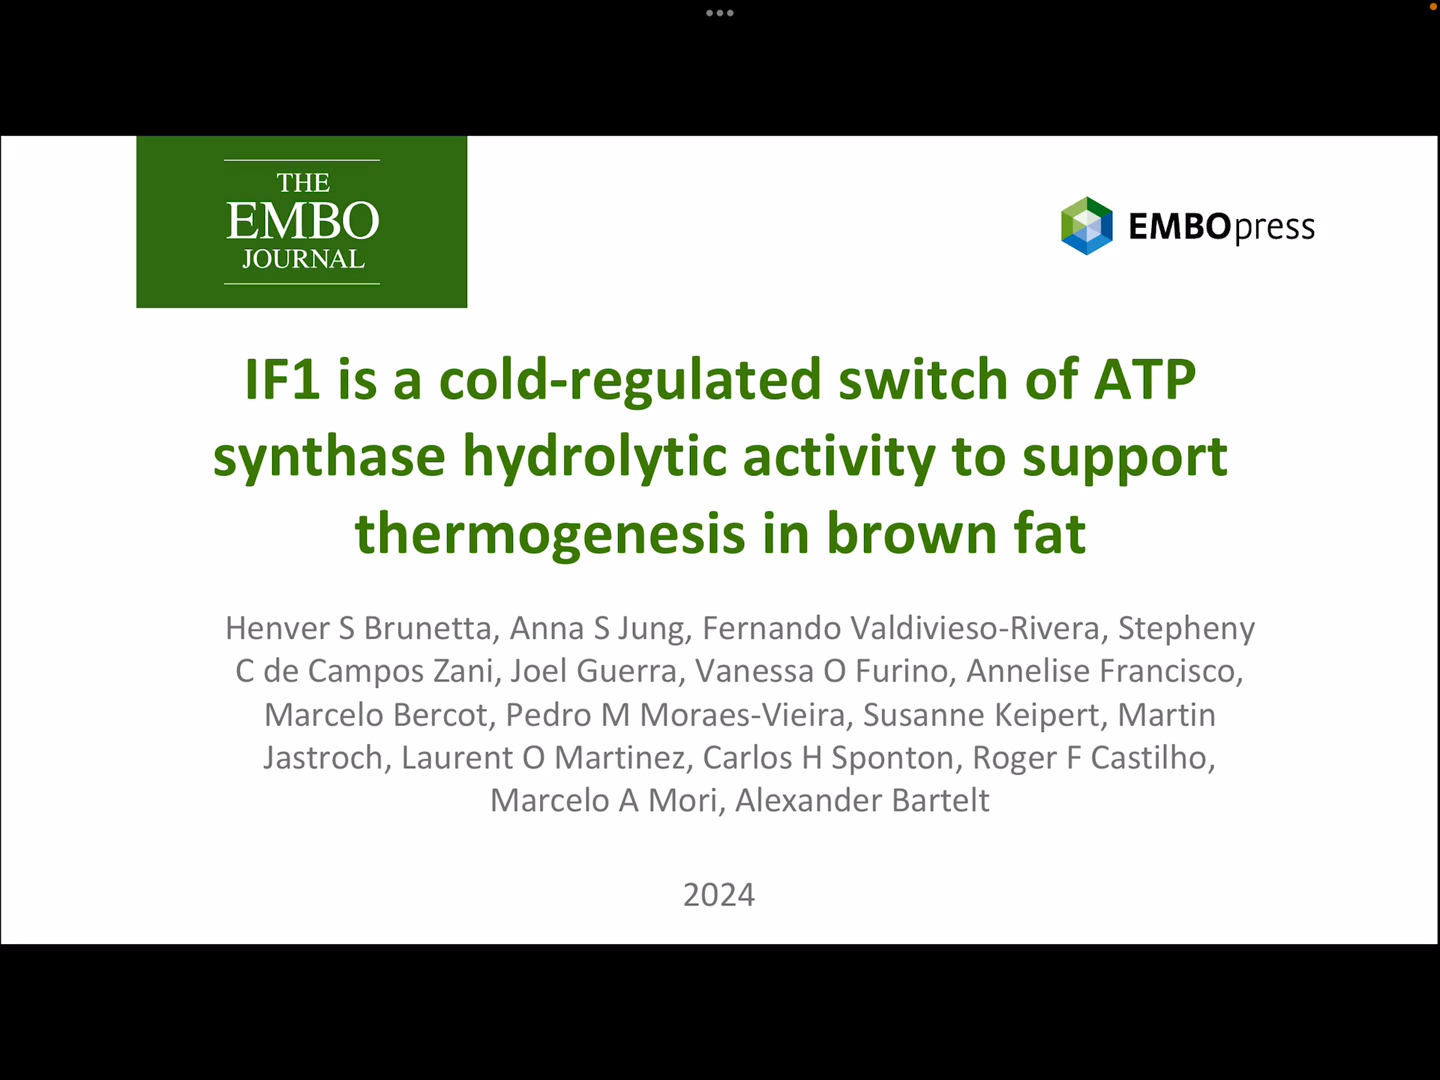 THE
EMBO
JOURNAL
EMBOpress
IF1 is a cold-regulated switch of ATP
synthase hydrolytic activity to support
thermogenesis in brown fat
Henver S Brunetta, Anna S Jung, Fernando Valdivieso-Rivera, Stepheny
C de Campos Zani, Joel Guerra, Vanessa O Furino, Annelise Francisco,
Marcelo Bercot, Pedro M Moraes-Vieira, Susanne Keipert, Martin
Jastroch, Laurent O Martinez, Carlos H Sponton, Roger F Castilho,
Marcelo A Mori, Alexander Bartelt
2024